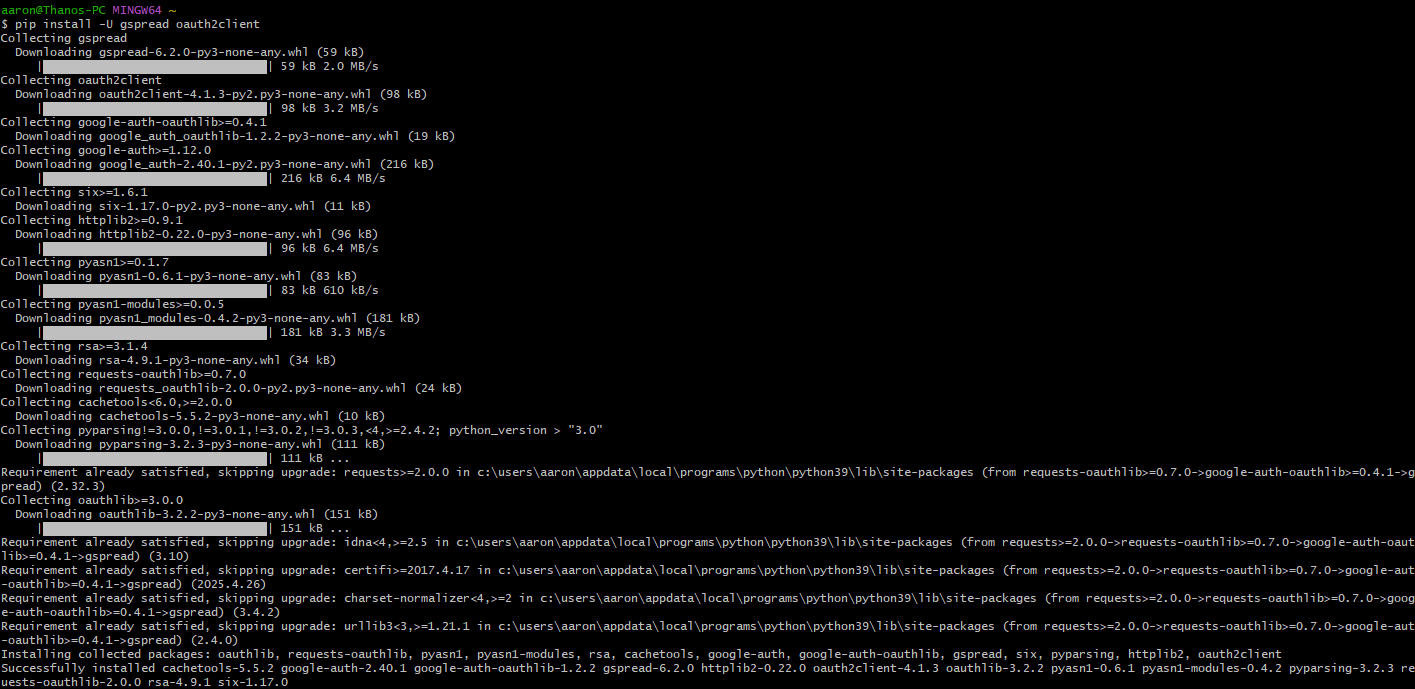 aaron@Thanos-PC MINGW64 ~
$ pip install -U gspread oauth2client
Collecting gspread
  Downloading gspread-6.2.0-py3-none-any.whl (59 kB)
     |████████████████████████████████| 59 kB 2.0 MB/s
Collecting oauth2client
  Downloading oauth2client-4.1.3-py2.py3-none-any.whl (98 kB)
     |████████████████████████████████| 98 kB 3.2 MB/s
Collecting google-auth-oauthlib>=0.4.1
  Downloading google_auth_oauthlib-1.2.2-py3-none-any.whl (19 kB)
Collecting google-auth>=1.12.0
  Downloading google_auth-2.40.1-py2.py3-none-any.whl (216 kB)
     |████████████████████████████████| 216 kB 6.4 MB/s
Collecting six>=1.6.1
  Downloading six-1.17.0-py2.py3-none-any.whl (11 kB)
Collecting httplib2>=0.9.1
  Downloading httplib2-0.22.0-py3-none-any.whl (96 kB)
     |████████████████████████████████| 96 kB 6.4 MB/s
Collecting pyasn1>=0.1.7
  Downloading pyasn1-0.6.1-py3-none-any.whl (83 kB)
     |████████████████████████████████| 83 kB 610 kB/s
Collecting pyasn1-modules>=0.0.5
  Downloading pyasn1_modules-0.4.2-py3-none-any.whl (181 kB)
     |████████████████████████████████| 181 kB 3.3 MB/s
Collecting rsa>=3.1.4
  Downloading rsa-4.9.1-py3-none-any.whl (34 kB)
Collecting requests-oauthlib>=0.7.0
  Downloading requests_oauthlib-2.0.0-py2.py3-none-any.whl (24 kB)
Collecting cachetools<6.0,>=2.0.0
  Downloading cachetools-5.5.2-py3-none-any.whl (10 kB)
Collecting pyparsing!=3.0.0,!=3.0.1,!=3.0.2,!=3.0.3,<4,>=2.4.2; python_version > "3.0"
  Downloading pyparsing-3.2.3-py3-none-any.whl (111 kB)
     |████████████████████████████████| 111 kB ...
Requirement already satisfied, skipping upgrade: requests>=2.0.0 in c:\users\aaron\appdata\local\programs\python\python39\lib\site-packages (from requests-oauthlib>=0.7.0->google-auth-oauthlib>=0.4.1->g
spread) (2.32.3)
Collecting oauthlib>=3.0.0
  Downloading oauthlib-3.2.2-py3-none-any.whl (151 kB)
     |████████████████████████████████| 151 kB ...
Requirement already satisfied, skipping upgrade: idna<4,>=2.5 in c:\users\aaron\appdata\local\programs\python\python39\lib\site-packages (from requests>=2.0.0->requests-oauthlib>=0.7.0->google-auth-oaut
lib>=0.4.1->gspread) (3.10)
Requirement already satisfied, skipping upgrade: certifi>=2017.4.17 in c:\users\aaron\appdata\local\programs\python\python39\lib\site-packages (from requests>=2.0.0->requests-oauthlib>=0.7.0->google-aut
-oauthlib>=0.4.1->gspread) (2025.4.26)
Requirement already satisfied, skipping upgrade: charset-normalizer<4,>=2 in c:\users\aaron\appdata\local\programs\python\python39\lib\site-packages (from requests>=2.0.0->requests-oauthlib>=0.7.0->goog
e-auth-oauthlib>=0.4.1->gspread) (3.4.2)
Requirement already satisfied, skipping upgrade: urllib3<3,>=1.21.1 in c:\users\aaron\appdata\local\programs\python\python39\lib\site-packages (from requests>=2.0.0->requests-oauthlib>=0.7.0->google-aut
-oauthlib>=0.4.1->gspread) (2.4.0)
Installing collected packages: oauthlib, requests-oauthlib, pyasn1, pyasn1-modules, rsa, cachetools, google-auth, google-auth-oauthlib, gspread, six, pyparsing, httplib2, oauth2client
Successfully installed cachetools-5.5.2 google-auth-2.40.1 google-auth-oauthlib-1.2.2 gspread-6.2.0 httplib2-0.22.0 oauth2client-4.1.3 oauthlib-3.2.2 pyasn1-0.6.1 pyasn1-modules-0.4.2 pyparsing-3.2.3 re
uests-oauthlib-2.0.0 rsa-4.9.1 six-1.17.0